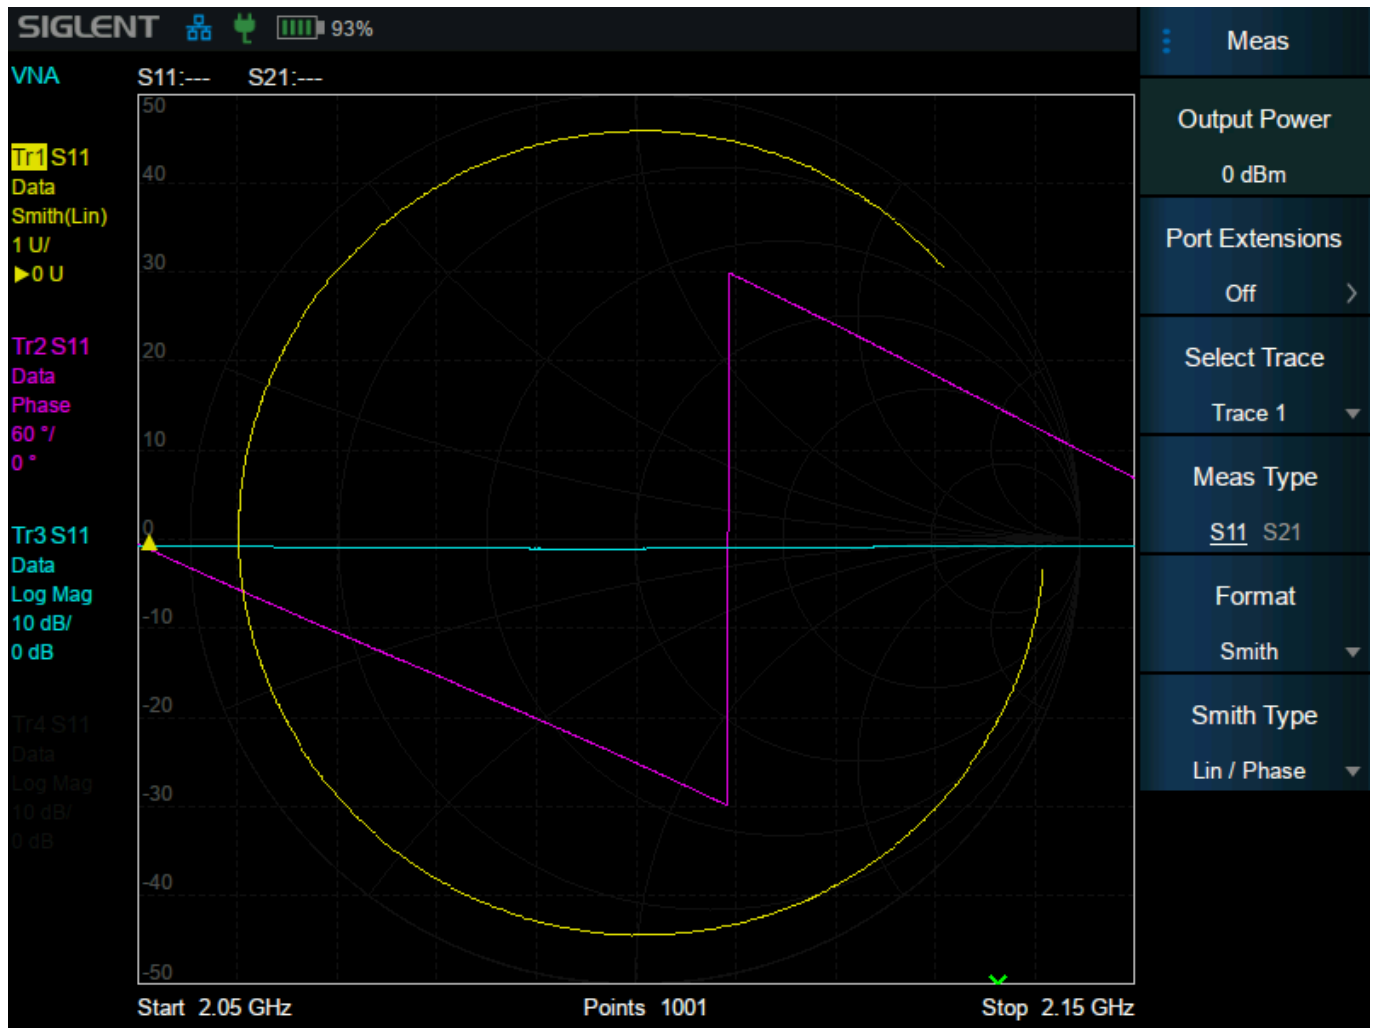 SIGLENT 93%
Meas
VNA S11:--- S21:---
Output Power
0 dBm
Tr1 S11
Data
Smith(Lin)
1 U/
▶0 U
Tr2 S11
Data
Phase
60 °/
0 °
Tr3 S11
Data
Log Mag
10 dB/
0 dB
Tr4 S11
Data
Log Mag
10 dB/
0 dB
50
40
30
20
10
0
-10
-20
-30
-40
-50
Start 2.05 GHz Points 1001 Stop 2.15 GHz
Port Extensions
Off >
Select Trace
Trace 1
Meas Type
S11 S21
Format
Smith
Smith Type
Lin / Phase